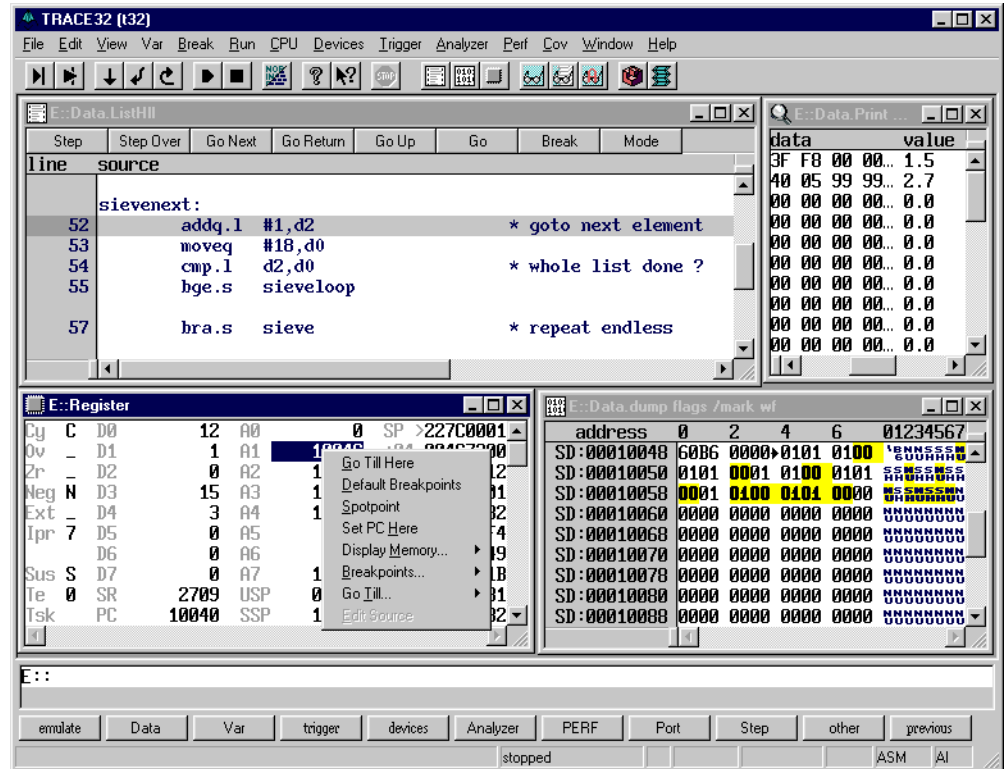 TRACE32 (t32)
File Edit View Var Break Run CPU Devices Trigger Analyzer Perf Cov Window Help
E::Data.ListHll
Step Step Over Go Next Go Return Go Up Go Break Mode
line source
sievenext:
52 addq.l #1,d2 * goto next element
53 moveq #18,d0
54 cmp.l d2,d0 * whole list done ?
55 bge.s sieveloop
57 bra.s sieve * repeat endless
E::Data.Print ...
data value
3F F8 00 00... 1.5
40 05 99 99... 2.7
00 00 00 00... 0.0
00 00 00 00... 0.0
00 00 00 00... 0.0
00 00 00 00... 0.0
00 00 00 00... 0.0
00 00 00 00... 0.0
00 00 00 00... 0.0
00 00 00 00... 0.0
E::Register
Cy C D0 12 A0 0 SP >227C0001
Ov _ D1 1 A1
Zr _ D2 0 A2
Neg N D3 15 A3
Ext _ D4 3 A4
Ipr 7 D5 0 A5
D6 0 A6
Sus S D7 0 A7
Te 0 SR 2709 USP
Tsk PC 10040 SSP
Go Till Here
Default Breakpoints
Spotpoint
Set PC Here
Display Memory...
Breakpoints...
Go Till...
Edit Source
E::Data.dump flags /mark wf
address 0 2 4 6 01234567
SD:00010048 60B6 0000 0101 0100
SD:00010050 0101 0001 0100 0101
SD:00010058 0001 0100 0101 0000
SD:00010060 0000 0000 0000 0000
SD:00010068 0000 0000 0000 0000
SD:00010070 0000 0000 0000 0000
SD:00010078 0000 0000 0000 0000
SD:00010080 0000 0000 0000 0000
SD:00010088 0000 0000 0000 0000
E::
emulate Data Var trigger devices Analyzer PERF Port Step other previous
stopped ASM AI